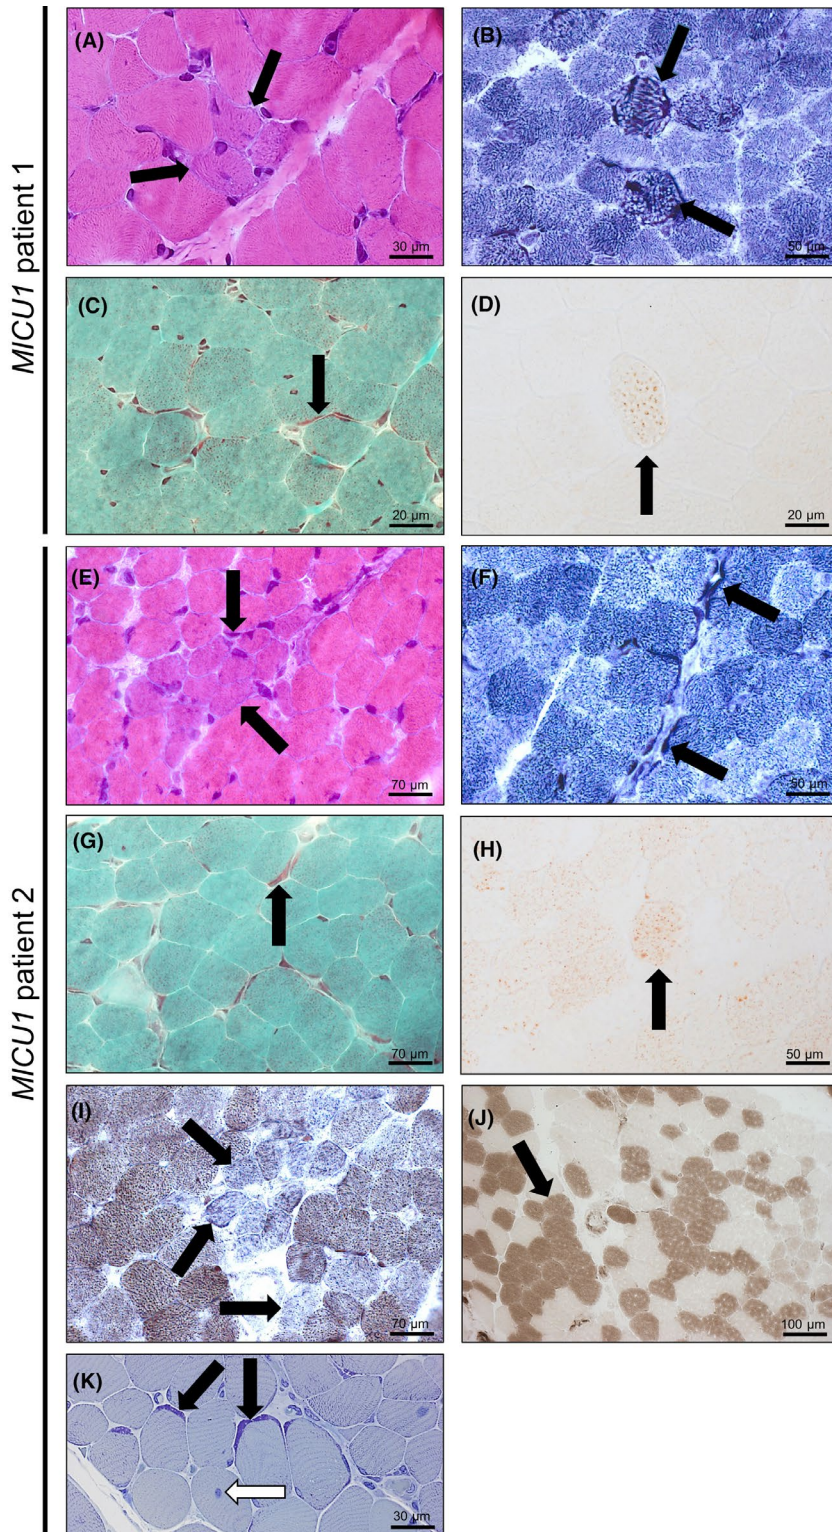 MICU1 patient 1
(A)
30 µm
(B)
50 µm
(C)
20 µm
(D)
20 µm
MICU1 patient 2
(E)
70 µm
(F)
50 µm
(G)
70 µm
(H)
50 µm
(I)
70 µm
(J)
100 µm
(K)
30 µm